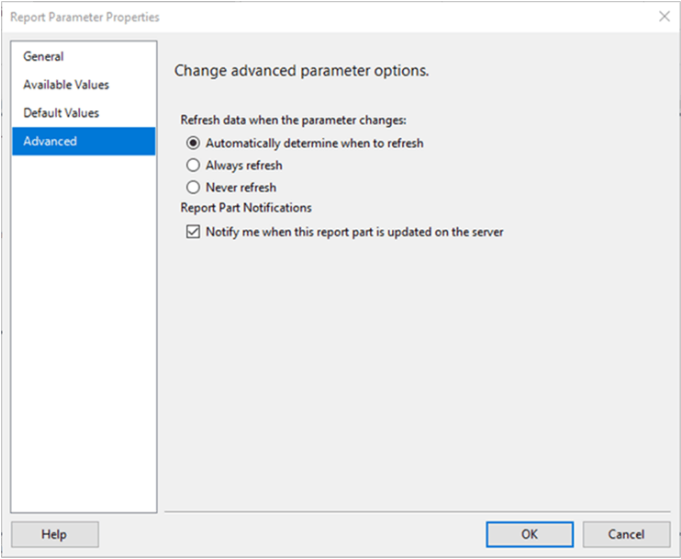 Report Parameter Properties
General
Available Values
Default Values
Advanced
Change advanced parameter options.
Refresh data when the parameter changes:
Automatically determine when to refresh
Always refresh
Never refresh
Report Part Notifications
Notify me when this report part is updated on the server
Help
OK
Cancel